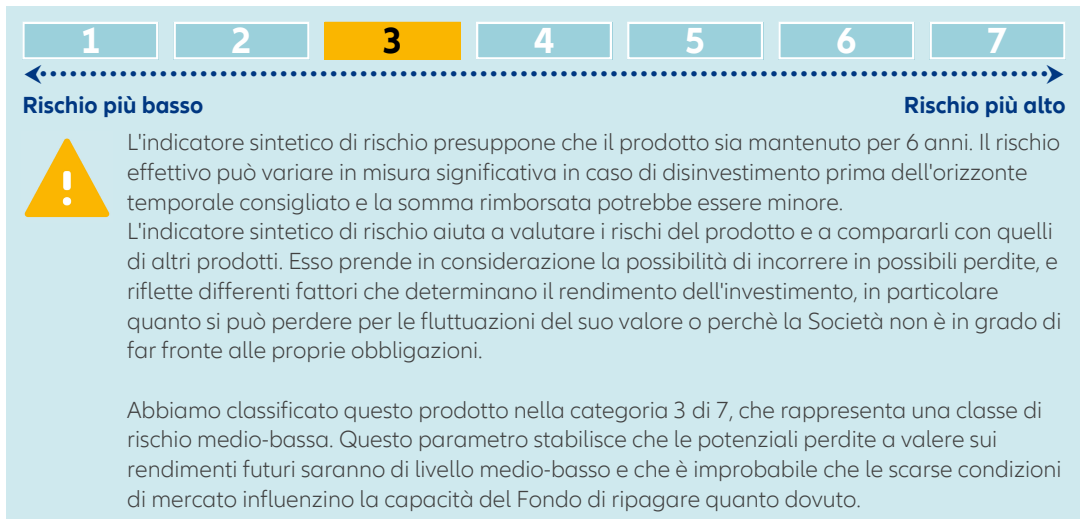 1 2 3 4 5 6 7
Rischio più basso Rischio più alto
L'indicatore sintetico di rischio presuppone che il prodotto sia mantenuto per 6 anni. Il rischio
effettivo può variare in misura significativa in caso di disinvestimento prima dell'orizzonte
temporale consigliato e la somma rimborsata potrebbe essere minore.
L'indicatore sintetico di rischio aiuta a valutare i rischi del prodotto e a compararli con quelli
di altri prodotti. Esso prende in considerazione la possibilità di incorrere in possibili perdite, e
riflette differenti fattori che determinano il rendimento dell'investimento, in particolare
quanto si può perdere per le fluttuazioni del suo valore o perchè la Società non è in grado di
far fronte alle proprie obbligazioni.
Abbiamo classificato questo prodotto nella categoria 3 di 7, che rappresenta una classe di
rischio medio-bassa. Questo parametro stabilisce che le potenziali perdite a valere sui
rendimenti futuri saranno di livello medio-basso e che è improbabile che le scarse condizioni
di mercato influenzino la capacità del Fondo di ripagare quanto dovuto.